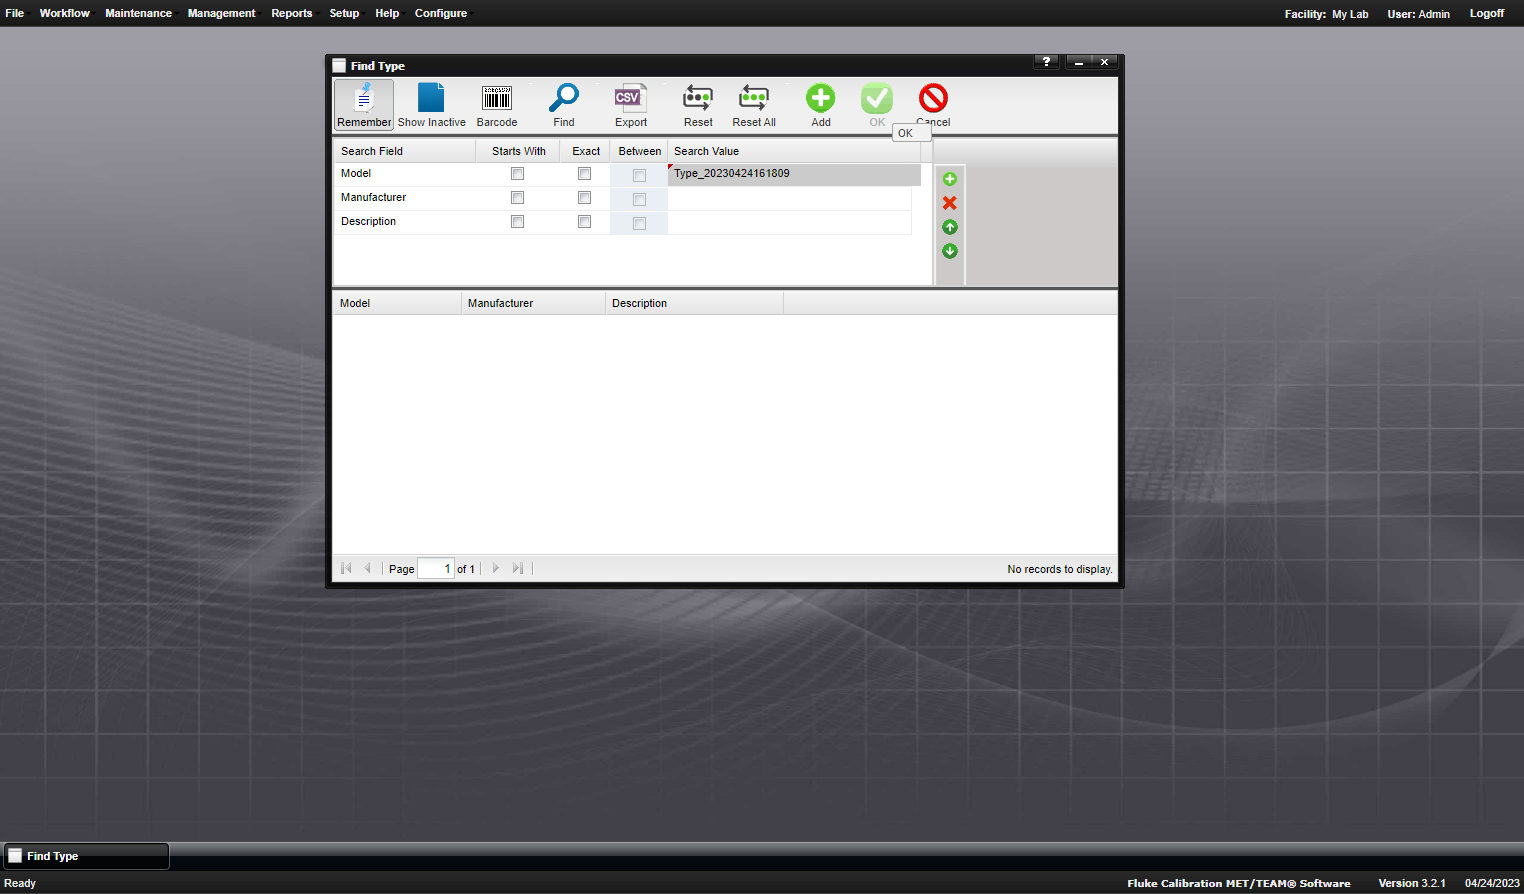 File Workflow Maintenance Management Reports Setup Help Configure Facility: My Lab User: Admin Logoff
Find Type ?
Remember Show Inactive Barcode Find CSV Export Reset Reset All Add OK Cancel
OK
Search Field Starts With Exact Between Search Value
Model Type_20230424161809
Manufacturer
Description
Model Manufacturer Description
Page 1 of 1 No records to display.
Find Type
Ready Fluke Calibration MET/TEAM® Software Version 3.2.1 04/24/2023